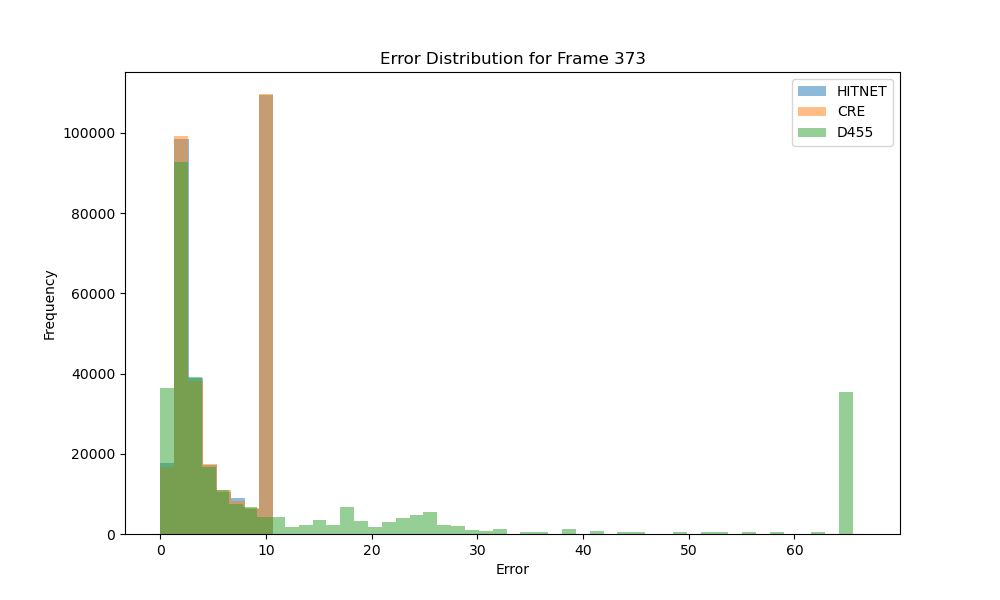 Error Distribution for Frame 373
HITNET
CRE
D455
100000
80000
60000
40000
20000
0
Frequency
0 10 20 30 40 50 60
Error